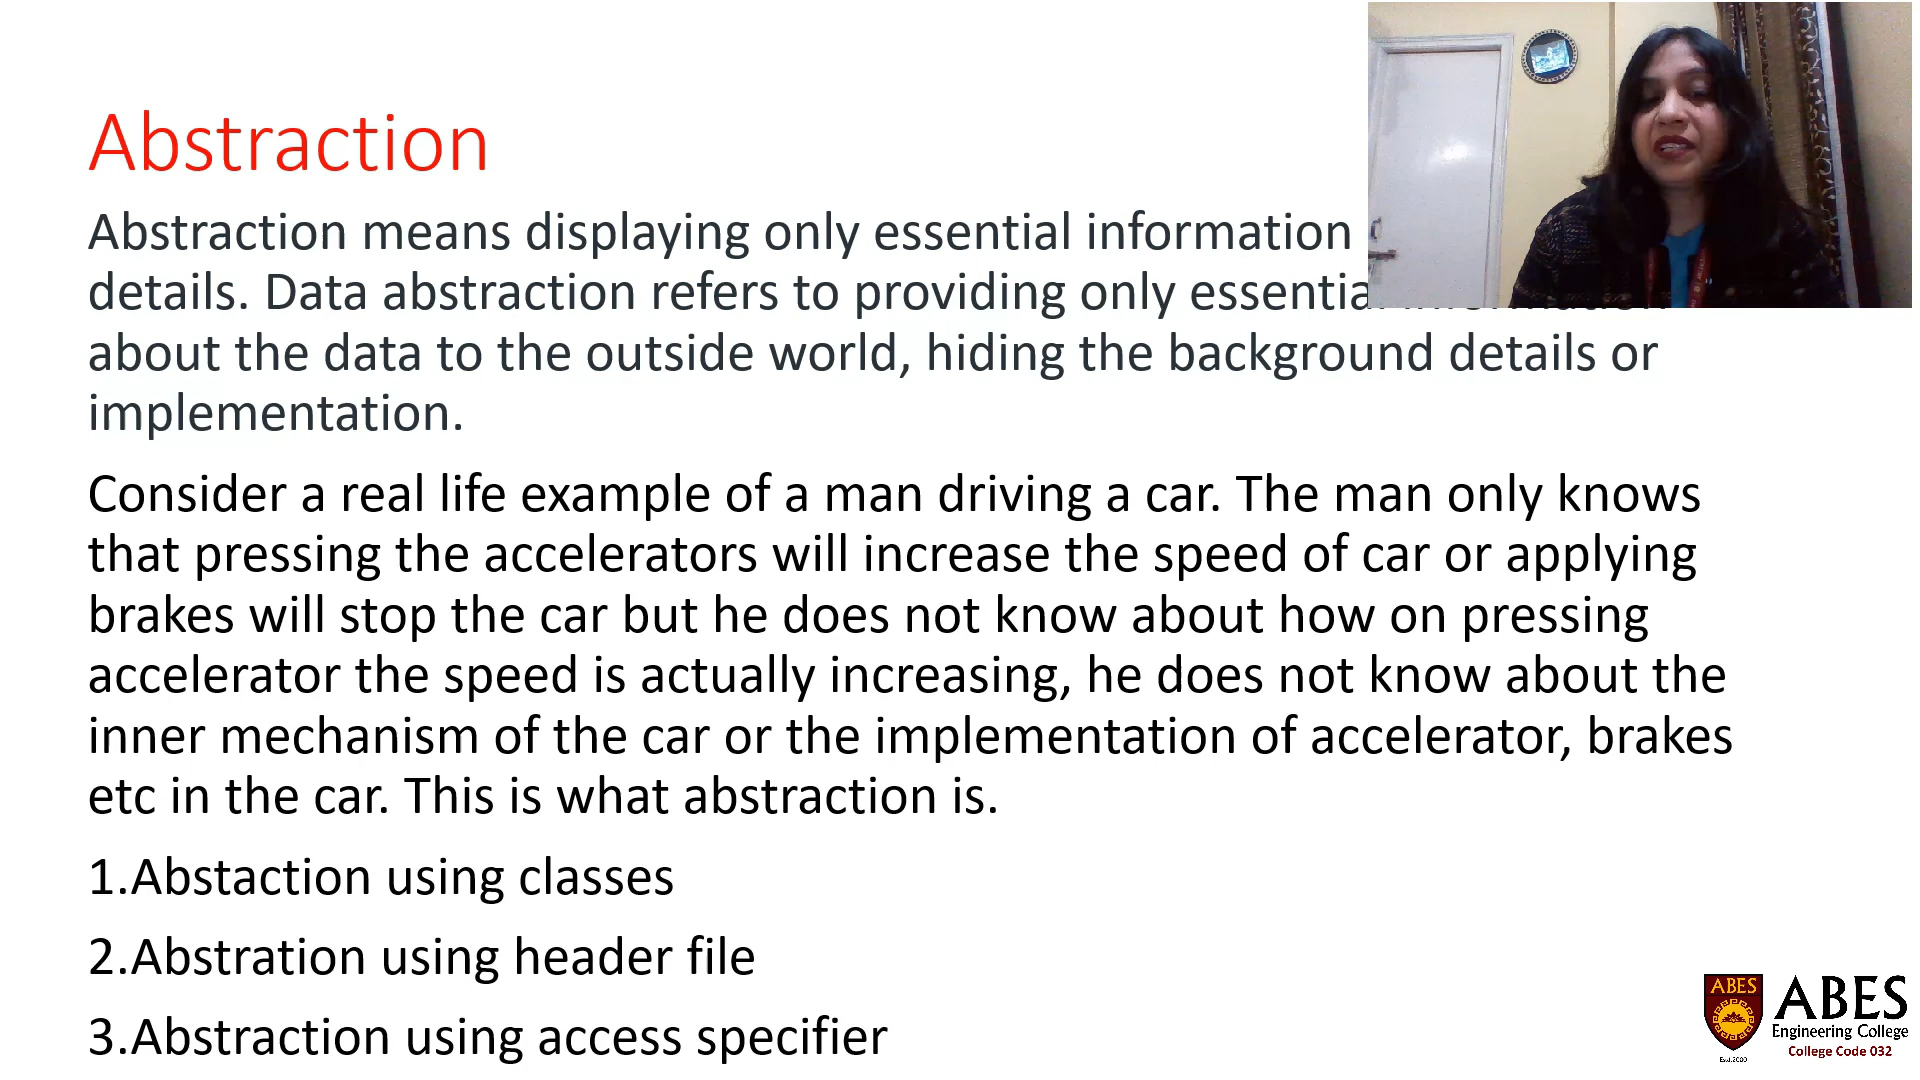 Abstraction
Abstraction means displaying only essential information
details. Data abstraction refers to providing only essential
about the data to the outside world, hiding the background details or
implementation.
Consider a real life example of a man driving a car. The man only knows
that pressing the accelerators will increase the speed of car or applying
brakes will stop the car but he does not know about how on pressing
accelerator the speed is actually increasing, he does not know about the
inner mechanism of the car or the implementation of accelerator, brakes
etc in the car. This is what abstraction is.
1.Abstaction using classes
2.Abstration using header file
3.Abstraction using access specifier
ABES
Estd.2000
ABES
Engineering College
College Code 032